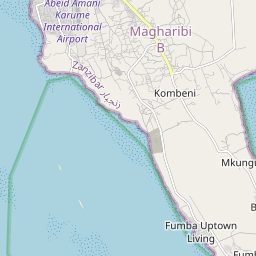 Abeid Amani
Karume
International
Airport
Magharibi
B
Zanzibar زنجبار
Kombeni
Mkungu
B
Fumba Uptown
Living
Fumb